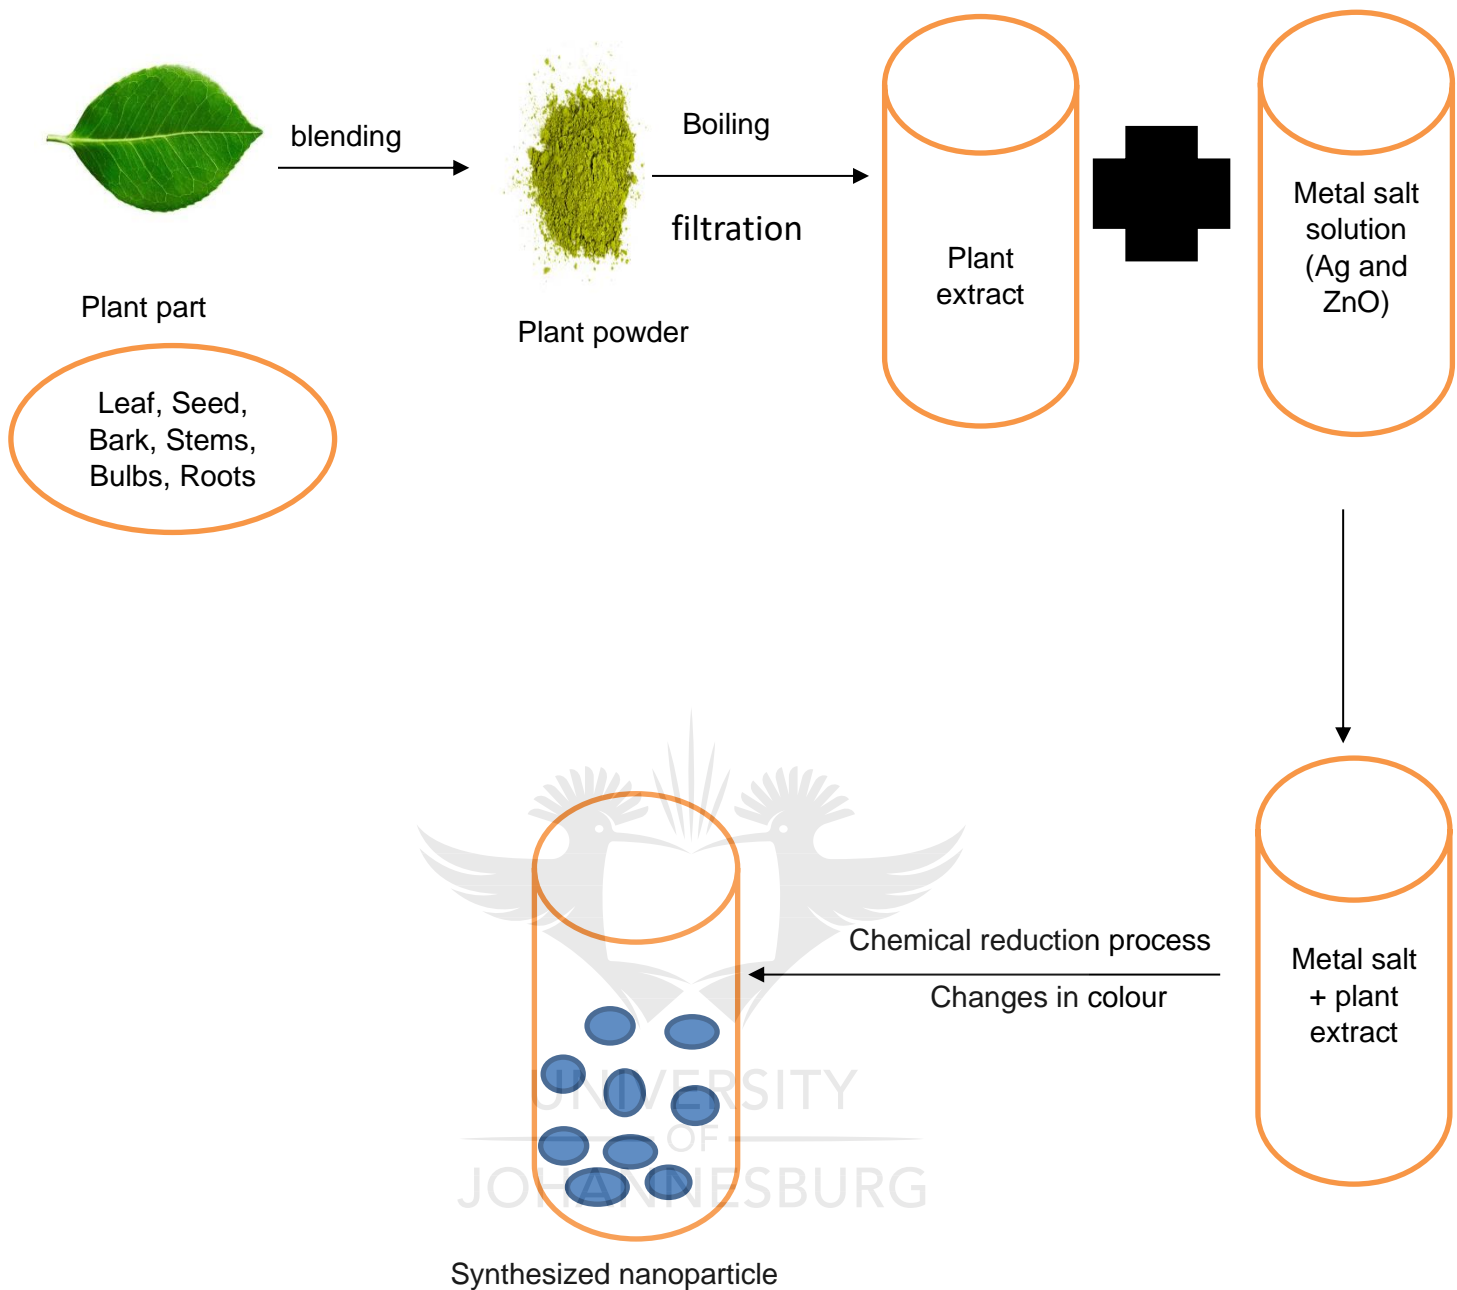 blending
Plant part
Leaf, Seed,
Bark, Stems,
Bulbs, Roots
Plant powder
Boiling
filtration
Plant
extract
Metal salt
solution
(Ag and
ZnO)
Metal salt
+ plant
extract
Chemical reduction process
Changes in colour
UNIVERSITY
OF
JOHANNESBURG
Synthesized nanoparticle